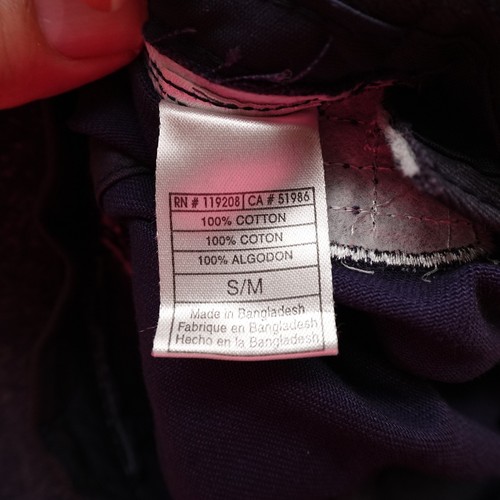 RN # 119208 CA # 51986
100% COTTON
100% COTON
100% ALGODON
S/M
Made in Bangladesh
Fabrique en Bangladesh
Hecho en la Bangladesh